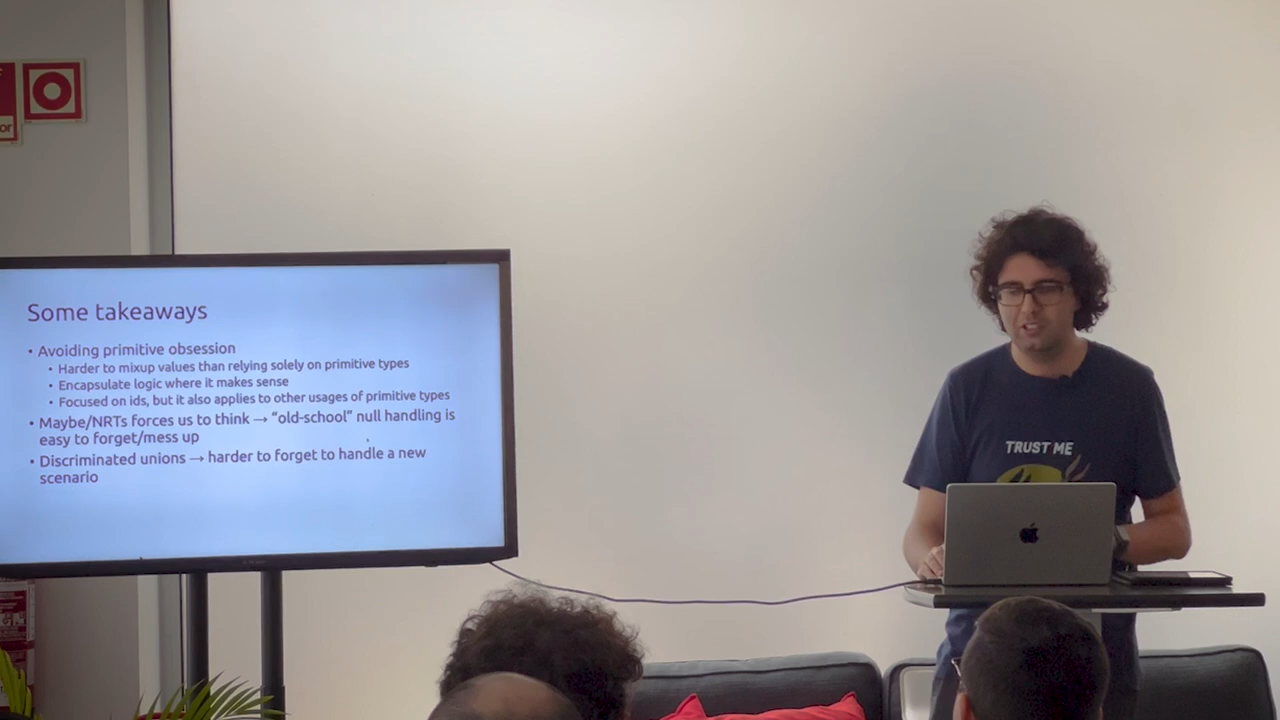 or
Some takeaways
• Avoiding primitive obsession
• Harder to mixup values than relying solely on primitive types
• Encapsulate logic where it makes sense
• Focused on ids, but it also applies to other usages of primitive types
• Maybe/NRTs forces us to think → “old-school” null handling is
easy to forget/mess up
• Discriminated unions → harder to forget to handle a new
scenario
TRUST ME